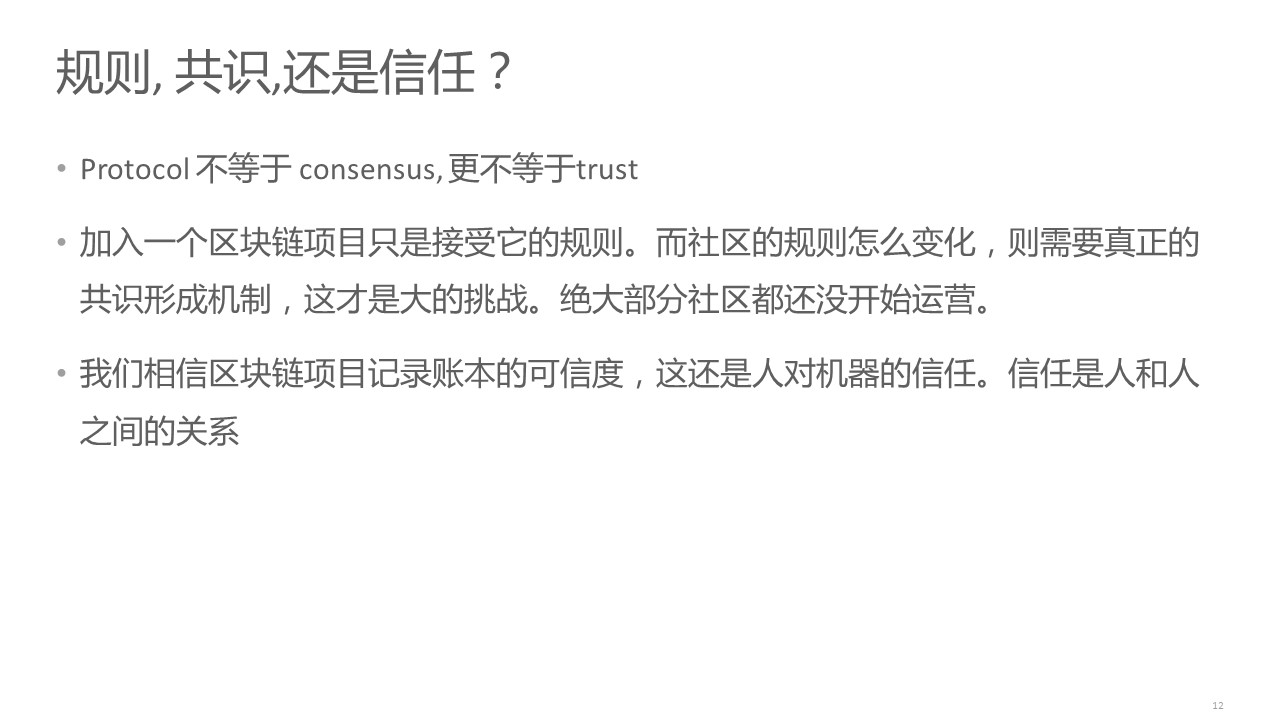 规则, 共识,还是信任？
• Protocol 不等于 consensus, 更不等于trust
• 加入一个区块链项目只是接受它的规则。而社区的规则怎么变化，则需要真正的
共识形成机制，这才是大的挑战。绝大部分社区都还没开始运营。
• 我们相信区块链项目记录账本的可信度，这还是人对机器的信任。信任是人和人
之间的关系
12